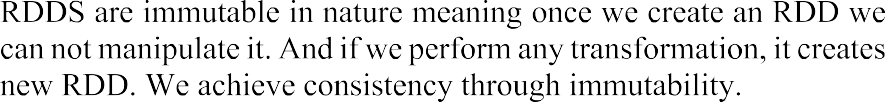 RDDS are immutable in nature meaning once we create an RDD we
can not manipulate it. And if we perform any transformation, it creates
new RDD. We achieve consistency through immutability.